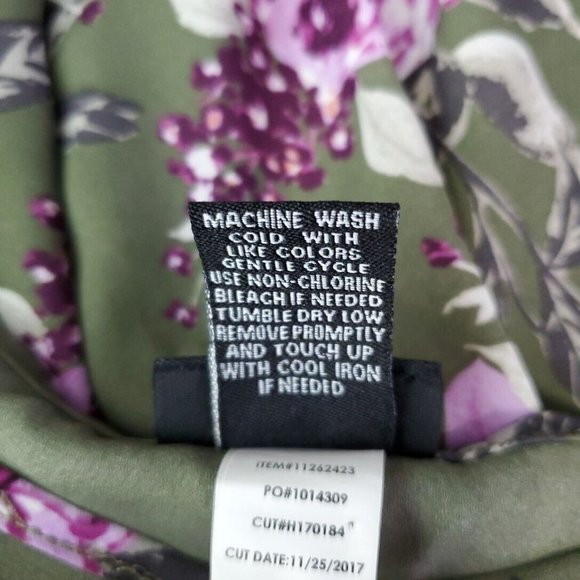 MACHINE WASH
COLD WITH
LIKE COLORS
GENTLE CYCLE
USE NON-CHLORINE
BLEACH IF NEEDED
TUMBLE DRY LOW
REMOVE PROMPTLY
AND TOUCH UP
WITH COOL IRON
IF NEEDED
ITEM#11262423
PO#1014309
CUT#H170184
CUT DATE:11/25/2017